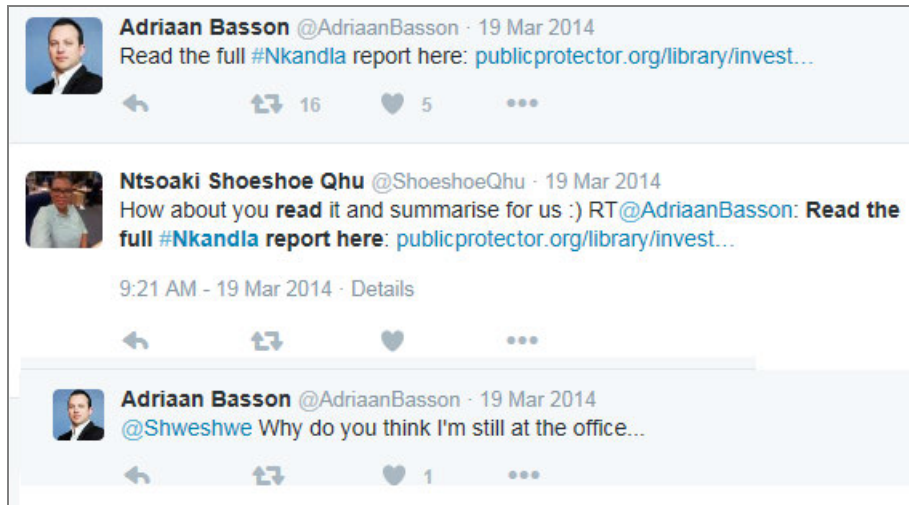 Adriaan Basson @AdriaanBasson · 19 Mar 2014
Read the full #Nkandla report here: publicprotector.org/library/invest…
16 5
Ntsoaki Shoeshoe Qhu @ShoeshoeQhu · 19 Mar 2014
How about you read it and summarise for us :) RT@AdriaanBasson: Read the
full #Nkandla report here: publicprotector.org/library/invest…
9:21 AM - 19 Mar 2014 · Details
Adriaan Basson @AdriaanBasson · 19 Mar 2014
@Shweshwe Why do you think I'm still at the office...
1